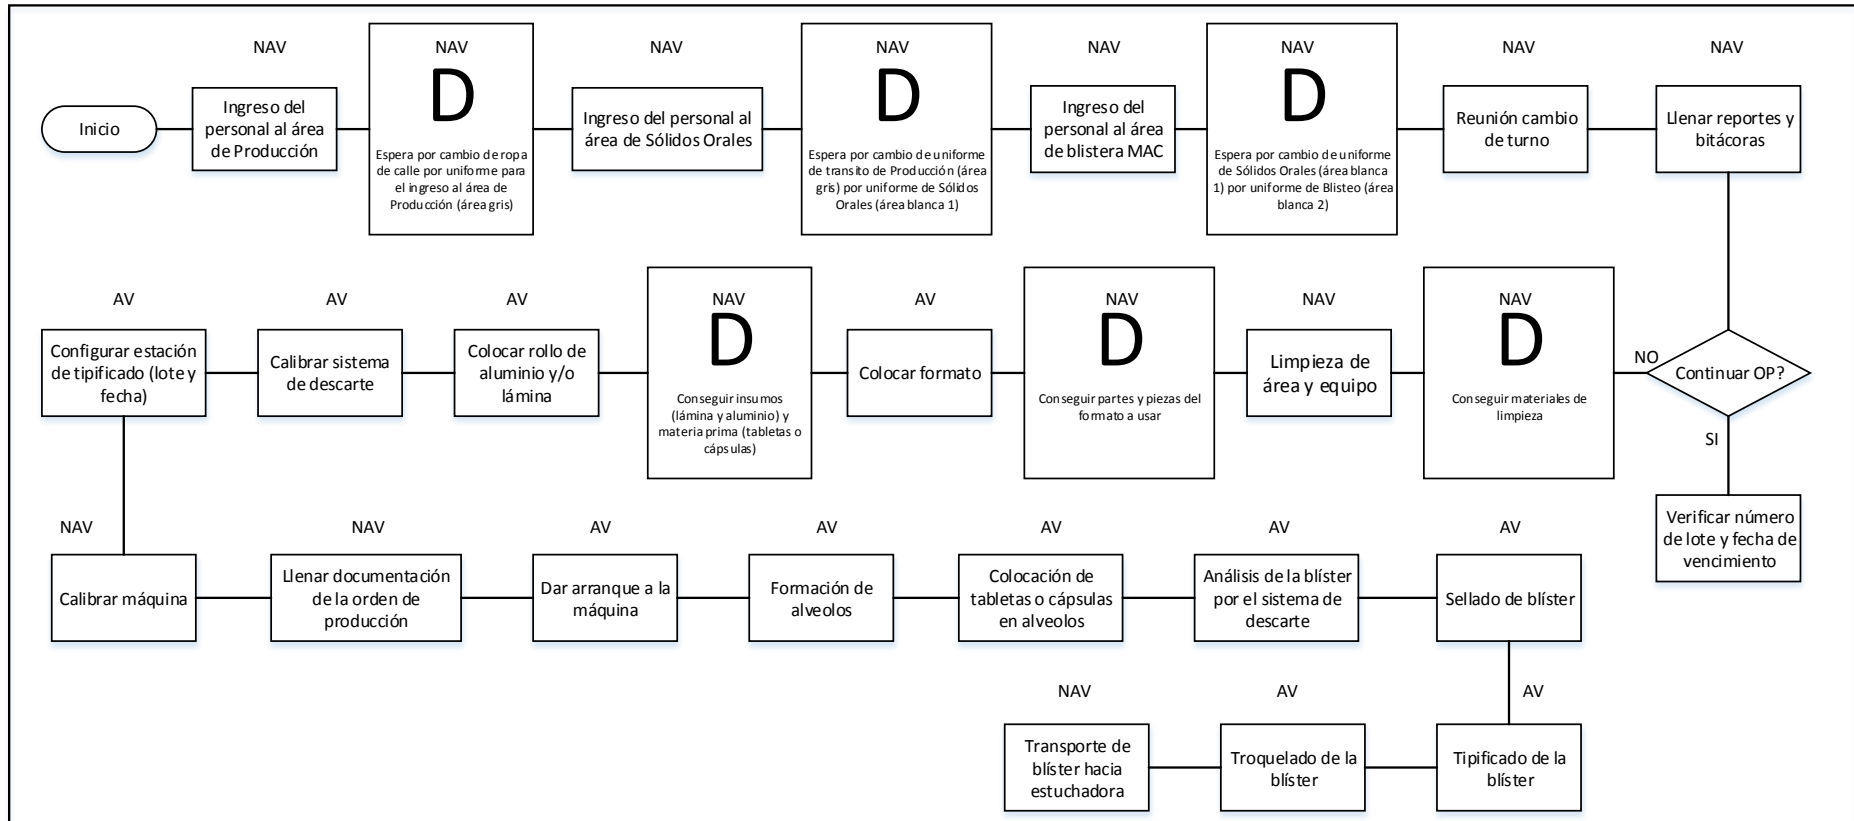 NAV
NAV
NAV
NAV
NAV
NAV
NAV
NAV
Inicio
Ingreso del
personal al área
de Producción
D
Espera por cambio de ropa
de calle por uniforme para
el ingreso al área de
Producción (área gris)
Ingreso del personal al
área de Sólidos Orales
D
Espera por cambio de uniforme
de transito de Producción (área
gris) por uniforme de Sólidos
Orales (área blanca 1)
Ingreso del
personal al área
de blistera MAC
D
Espera por cambio de uniforme
de Sólidos Orales (área blanca
1) por uniforme de Blisteo (área
blanca 2)
Reunión cambio
de turno
Llenar reportes y
bitácoras
AV
AV
AV
NAV
AV
NAV
NAV
NAV
Configurar estación
de tipificado (lote y
fecha)
Calibrar sistema
de descarte
Colocar rollo de
aluminio y/o
lámina
D
Conseguir insumos
(lámina y aluminio) y
materia prima (tabletas o
cápsulas)
Colocar formato
D
Conseguir partes y piezas del
formato a usar
Limpieza de
área y equipo
D
Conseguir materiales de
limpieza
NO
Continuar OP?
SI
Verificar número
de lote y fecha de
vencimiento
NAV
NAV
AV
AV
AV
AV
AV
Calibrar máquina
Llenar documentación
de la orden de
producción
Dar arranque a la
máquina
Formación de
alveolos
Colocación de
tabletas o cápsulas
en alveolos
Análisis de la blíster
por el sistema de
descarte
Sellado de blíster
NAV
AV
AV
Transporte de
blíster hacia
estuchadora
Troquelado de la
blíster
Tipificado de la
blíster